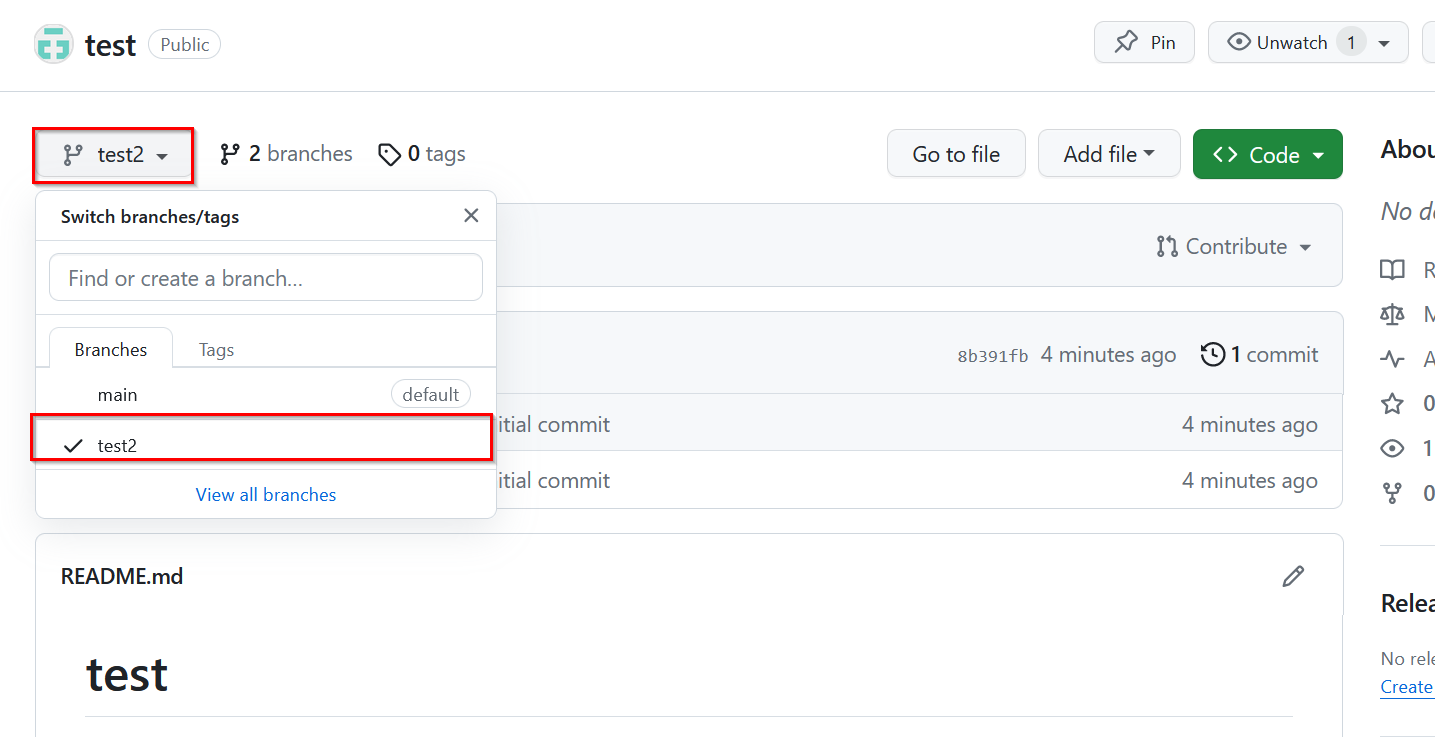 test Public Pin Unwatch 1
test2 2 branches 0 tags Go to file Add file Code
Switch branches/tags
Find or create a branch...
Contribute
Branches Tags
8b391fb 4 minutes ago 1 commit
main default
itial commit 4 minutes ago
test2
itial commit 4 minutes ago
View all branches
README.md
test
Abou
No de
R
M
A
0
1
0
Relea
No rele
Create